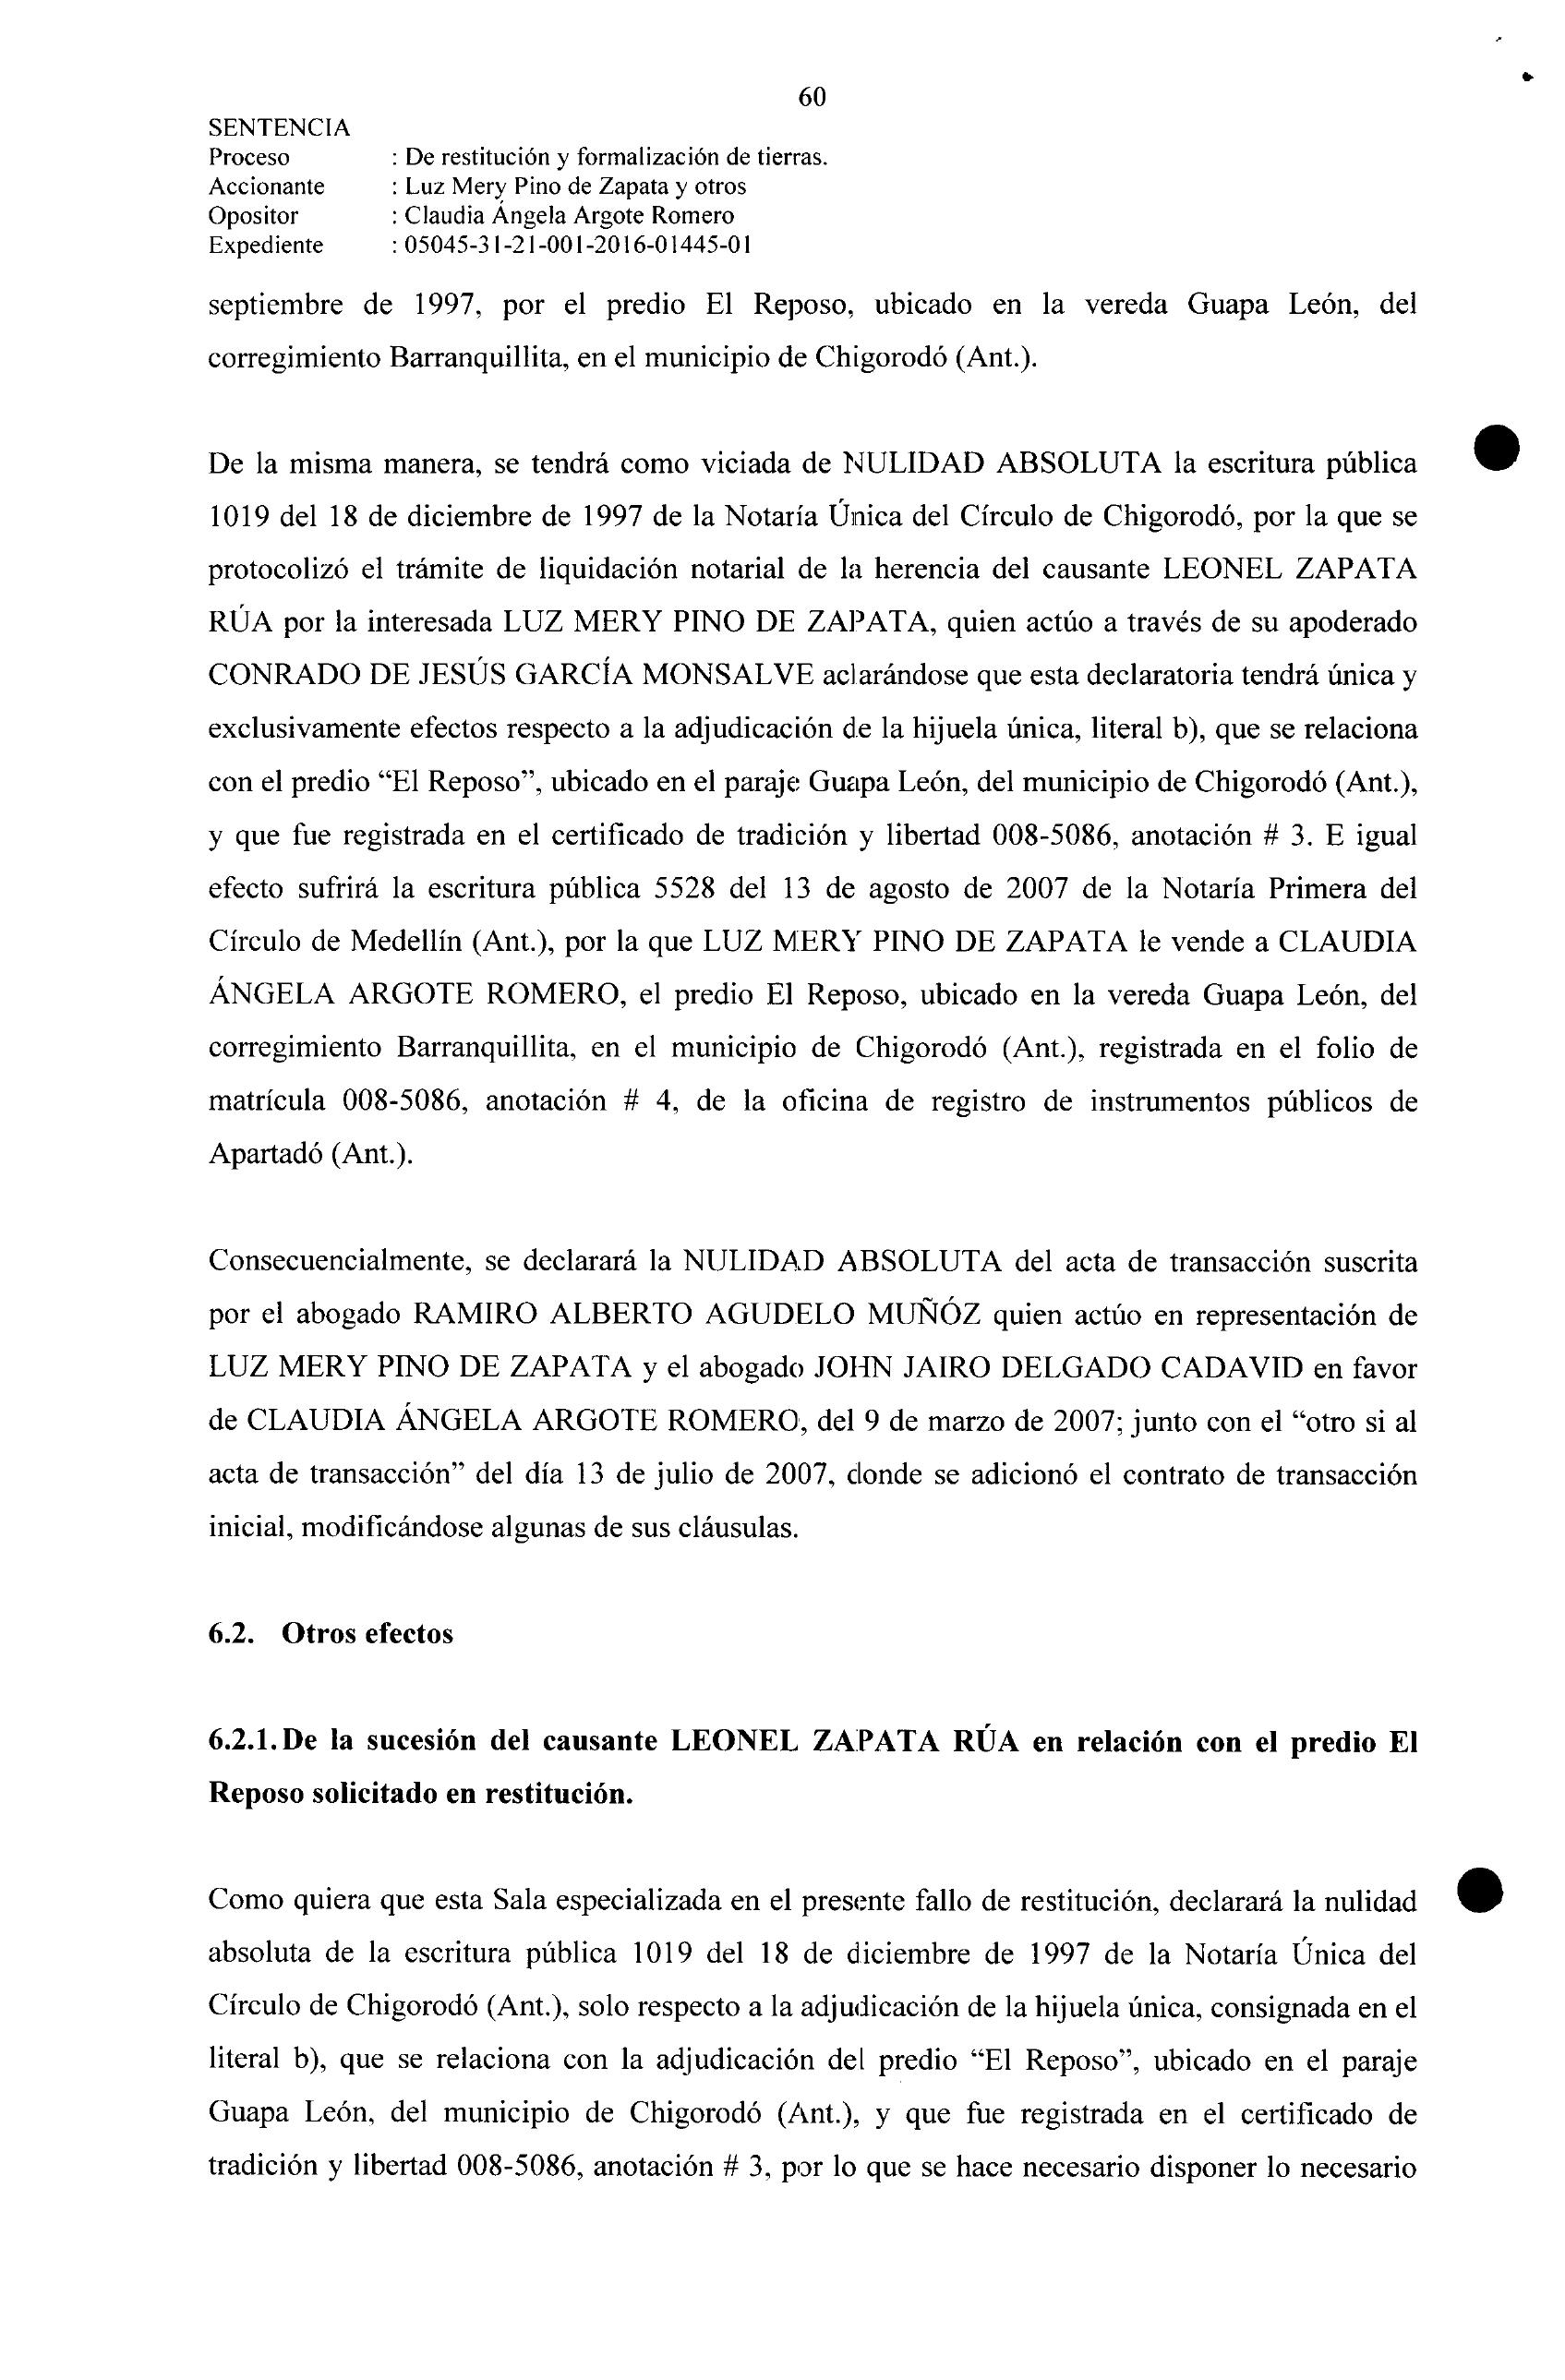 60
SENTENCIA
Proceso : De restitución y formalización de tierras.
Accionante : Luz Mery Pino de Zapata y otros
Opositor : Claudia Ángela Argote Romero
Expediente : 05045-31-21-001-2016-01445-01
septiembre de 1997, por el predio El Reposo, ubicado en la vereda Guapa León, del
corregimiento Barranquillita, en el municipio de Chigorodó (Ant.).
De la misma manera, se tendrá como viciada de NULIDAD ABSOLUTA la escritura pública
1019 del 18 de diciembre de 1997 de la Notaría Única del Círculo de Chigorodó, por la que se
protocolizó el trámite de liquidación notarial de la herencia del causante LEONEL ZAPATA
RÚA por la interesada LUZ MERY PINO DE ZAPATA, quien actúo a través de su apoderado
CONRADO DE JESÚS GARCÍA MONSALVE aclarándose que esta declaratoria tendrá única y
exclusivamente efectos respecto a la adjudicación de la hijuela única, literal b), que se relaciona
con el predio “El Reposo”, ubicado en el paraje Guapa León, del municipio de Chigorodó (Ant.),
y que fue registrada en el certificado de tradición y libertad 008-5086, anotación # 3. E igual
efecto sufrirá la escritura pública 5528 del 13 de agosto de 2007 de la Notaría Primera del
Círculo de Medellín (Ant.), por la que LUZ MERY PINO DE ZAPATA le vende a CLAUDIA
ÁNGELA ARGOTE ROMERO, el predio El Reposo, ubicado en la vereda Guapa León, del
corregimiento Barranquillita, en el municipio de Chigorodó (Ant.), registrada en el folio de
matrícula 008-5086, anotación # 4, de la oficina de registro de instrumentos públicos de
Apartadó (Ant.).
Consecuencialmente, se declarará la NULIDAD ABSOLUTA del acta de transacción suscrita
por el abogado RAMIRO ALBERTO AGUDELO MUÑÓZ quien actúo en representación de
LUZ MERY PINO DE ZAPATA y el abogado JOHN JAIRO DELGADO CADAVID en favor
de CLAUDIA ÁNGELA ARGOTE ROMERO, del 9 de marzo de 2007; junto con el “otro si al
acta de transacción” del día 13 de julio de 2007, donde se adicionó el contrato de transacción
inicial, modificándose algunas de sus cláusulas.
6.2. Otros efectos
6.2.1. De la sucesión del causante LEONEL ZAPATA RÚA en relación con el predio El
Reposo solicitado en restitución.
Como quiera que esta Sala especializada en el presente fallo de restitución, declarará la nulidad
absoluta de la escritura pública 1019 del 18 de diciembre de 1997 de la Notaría Única del
Círculo de Chigorodó (Ant.), solo respecto a la adjudicación de la hijuela única, consignada en el
literal b), que se relaciona con la adjudicación del predio “El Reposo”, ubicado en el paraje
Guapa León, del municipio de Chigorodó (Ant.), y que fue registrada en el certificado de
tradición y libertad 008-5086, anotación # 3, por lo que se hace necesario disponer lo necesario